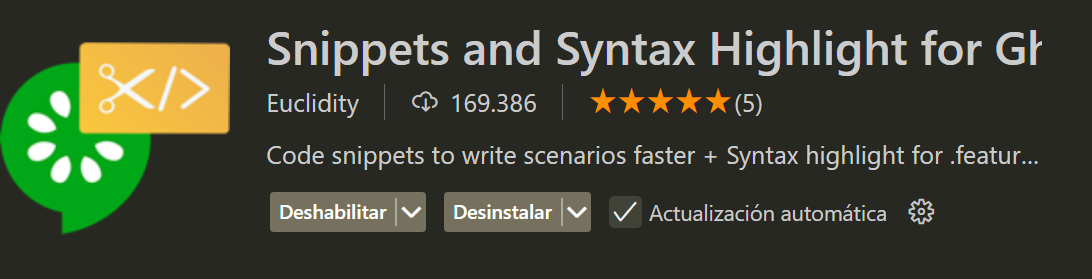 Snippets and Syntax Highlight for Gh
Euclidity 169.386 (5)
Code snippets to write scenarios faster + Syntax highlight for .featur...
Deshabilitar Desinstalar Actualización automática